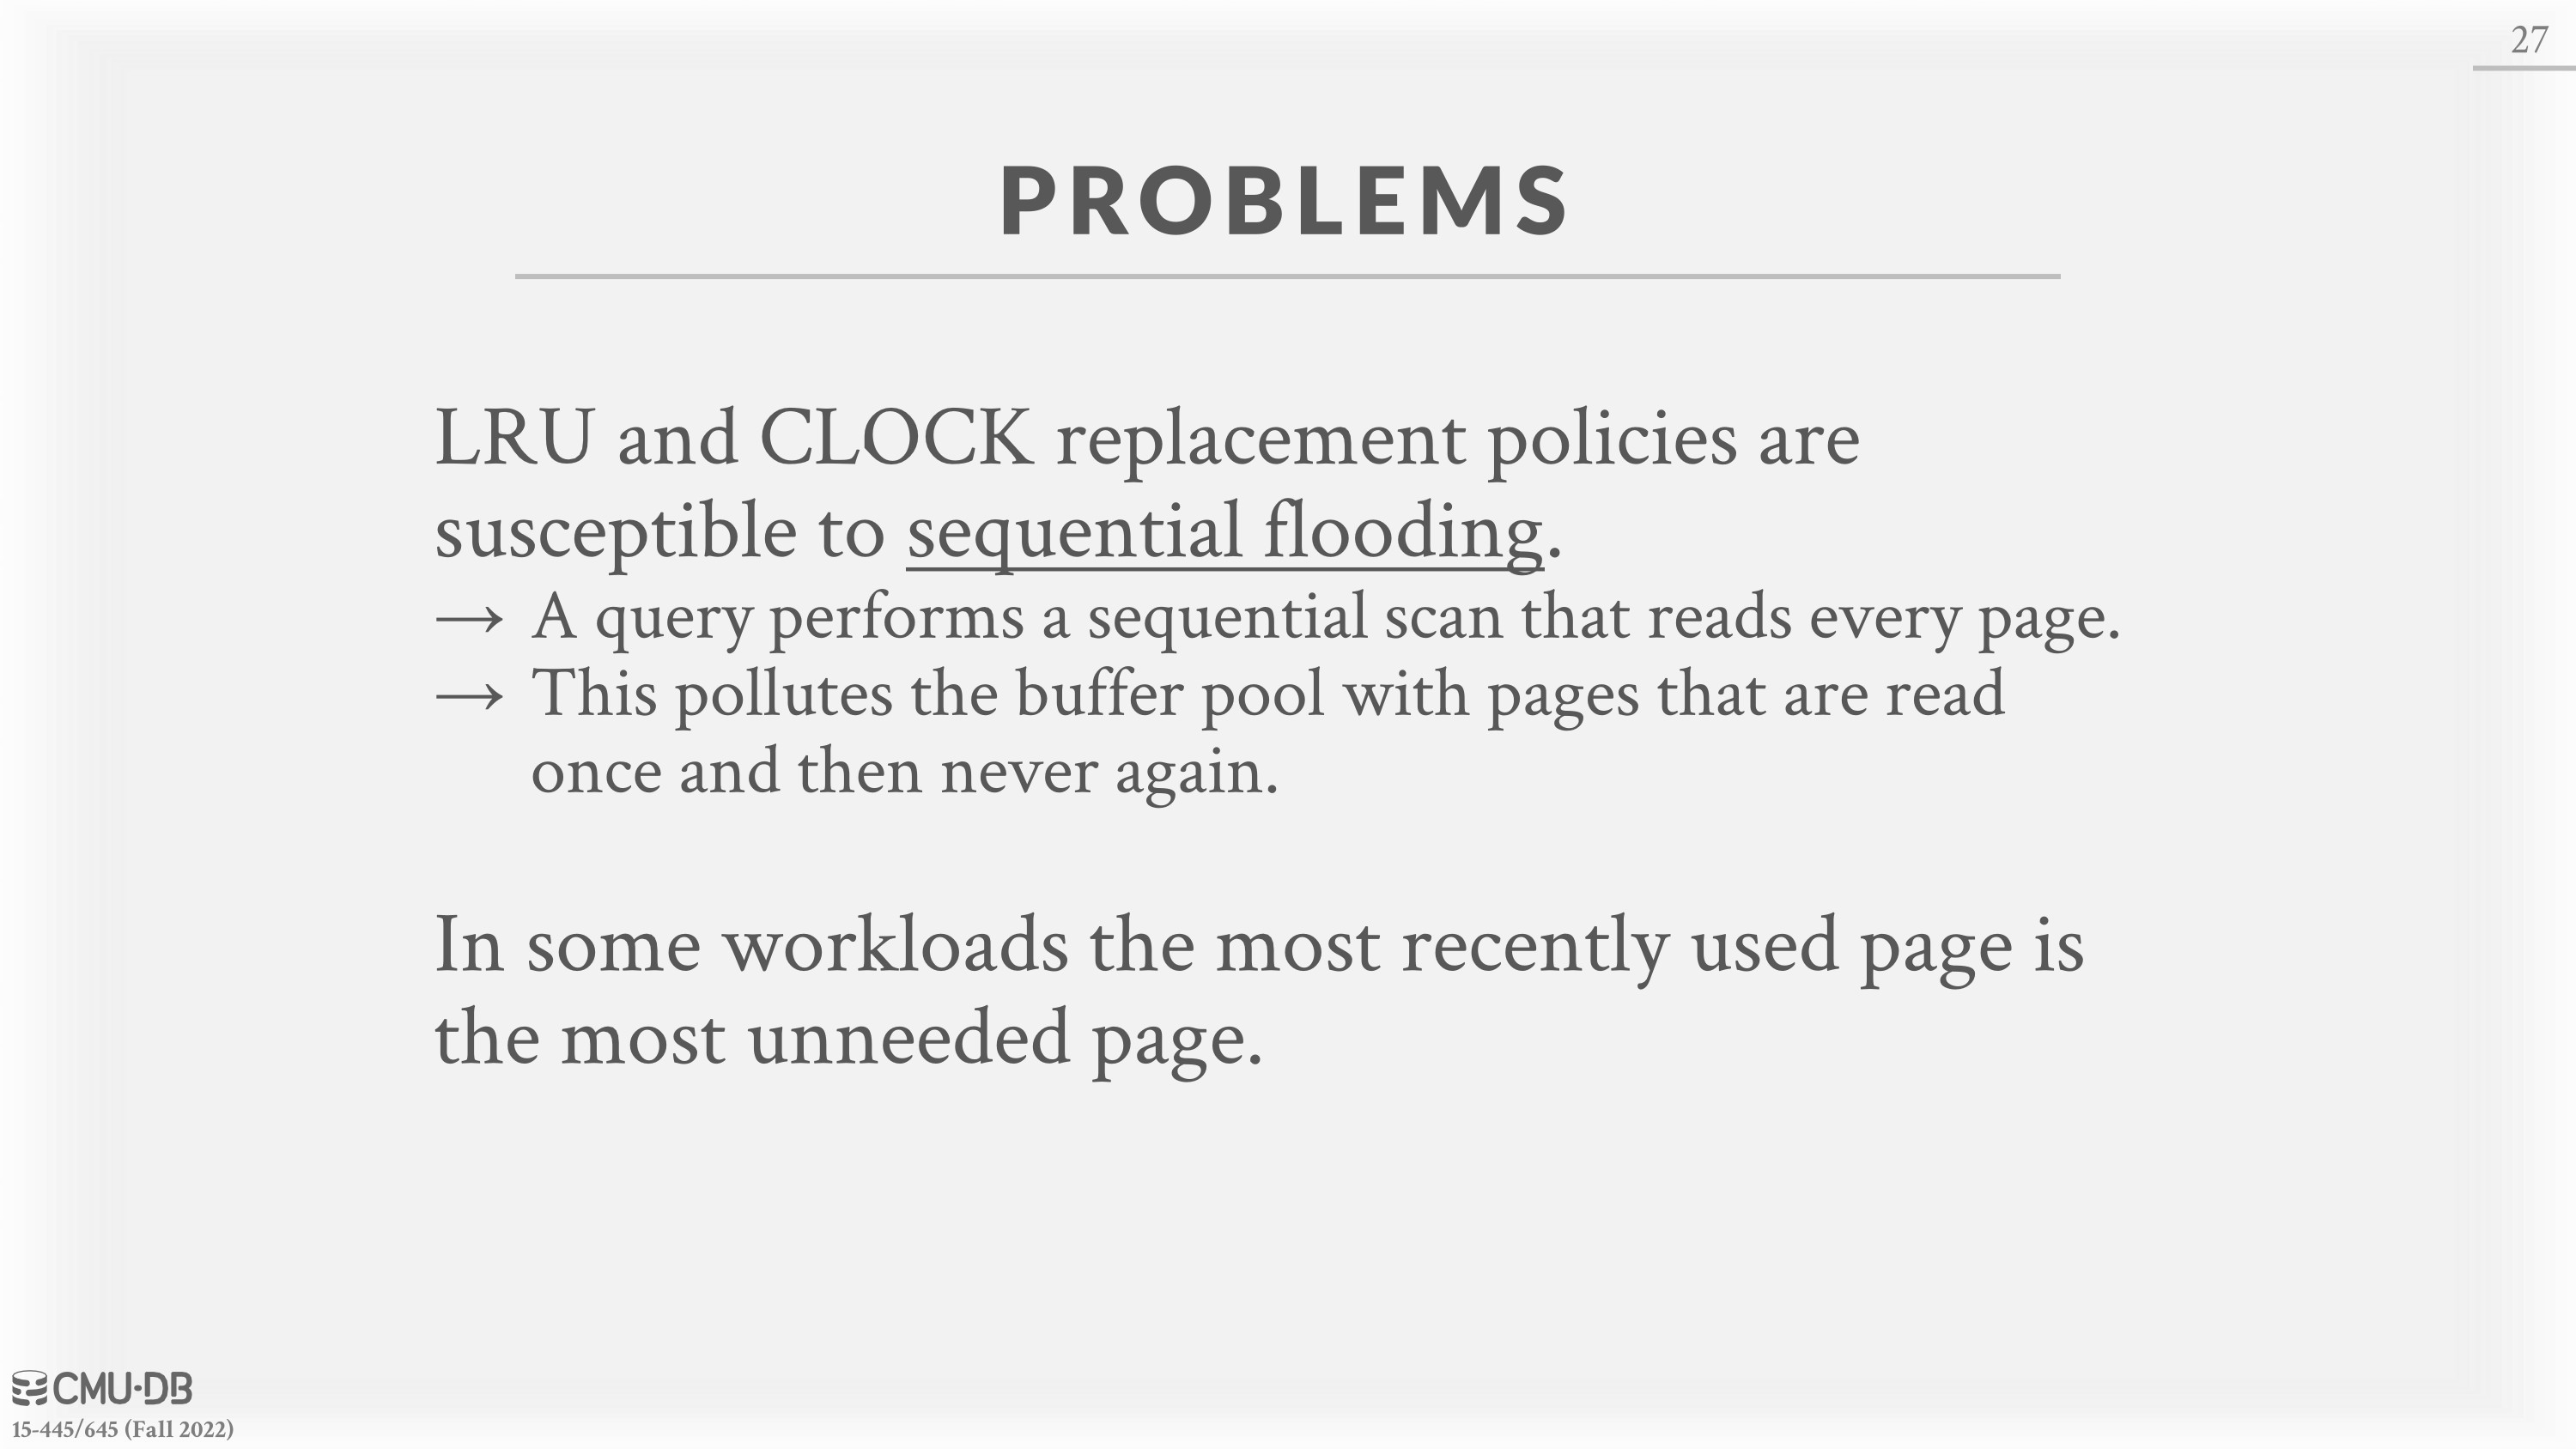 27
PROBLEMS
LRU and CLOCK replacement policies are
susceptible to sequential flooding.
→ A query performs a sequential scan that reads every page.
→ This pollutes the buffer pool with pages that are read
once and then never again.
In some workloads the most recently used page is
the most unneeded page.
CMU·DB
15-445/645 (Fall 2022)